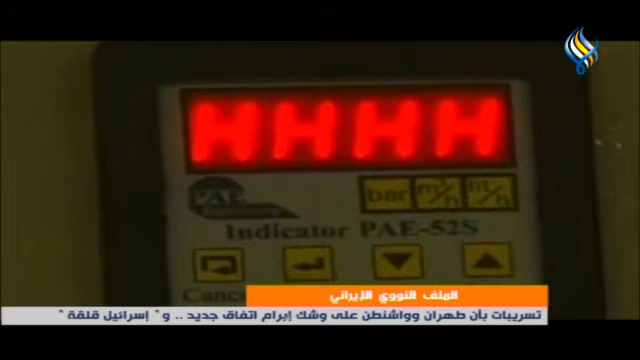 HHHH
PAE
bar m³/h lit/h
Indicator PAE-52S
الملف النووي الإيراني
تسريبات بأن طهران وواشنطن على وشك إبرام اتفاق جديد .. و " إسرائيل قلقة "